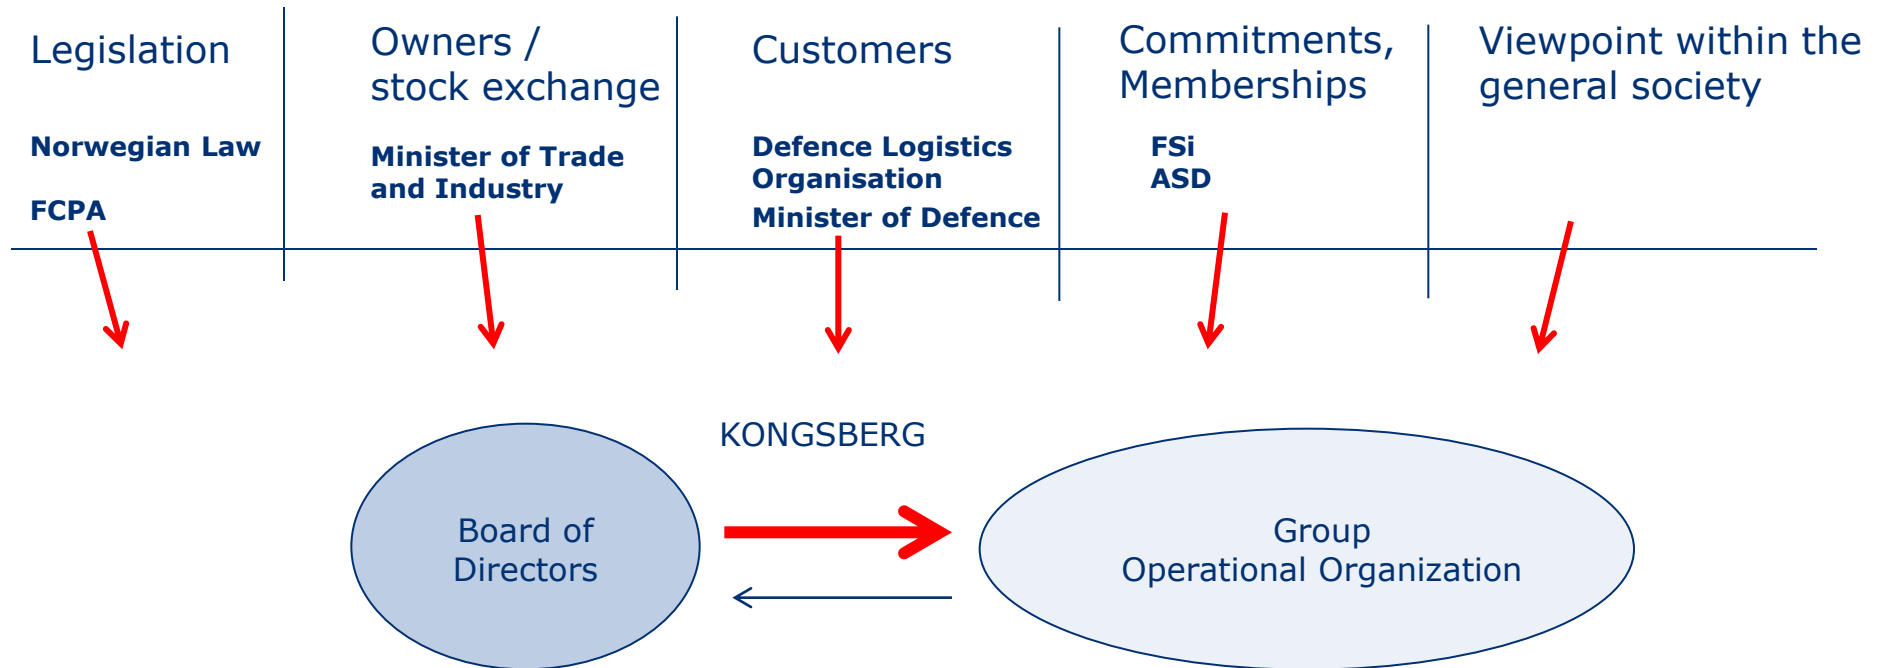 Legislation
Norwegian Law
FCPA
Owners /
stock exchange
Minister of Trade
and Industry
Customers
Defence Logistics
Organisation
Minister of Defence
Commitments,
Memberships
FSi
ASD
Viewpoint within the
general society
KONGSBERG
Board of
Directors
Group
Operational Organization